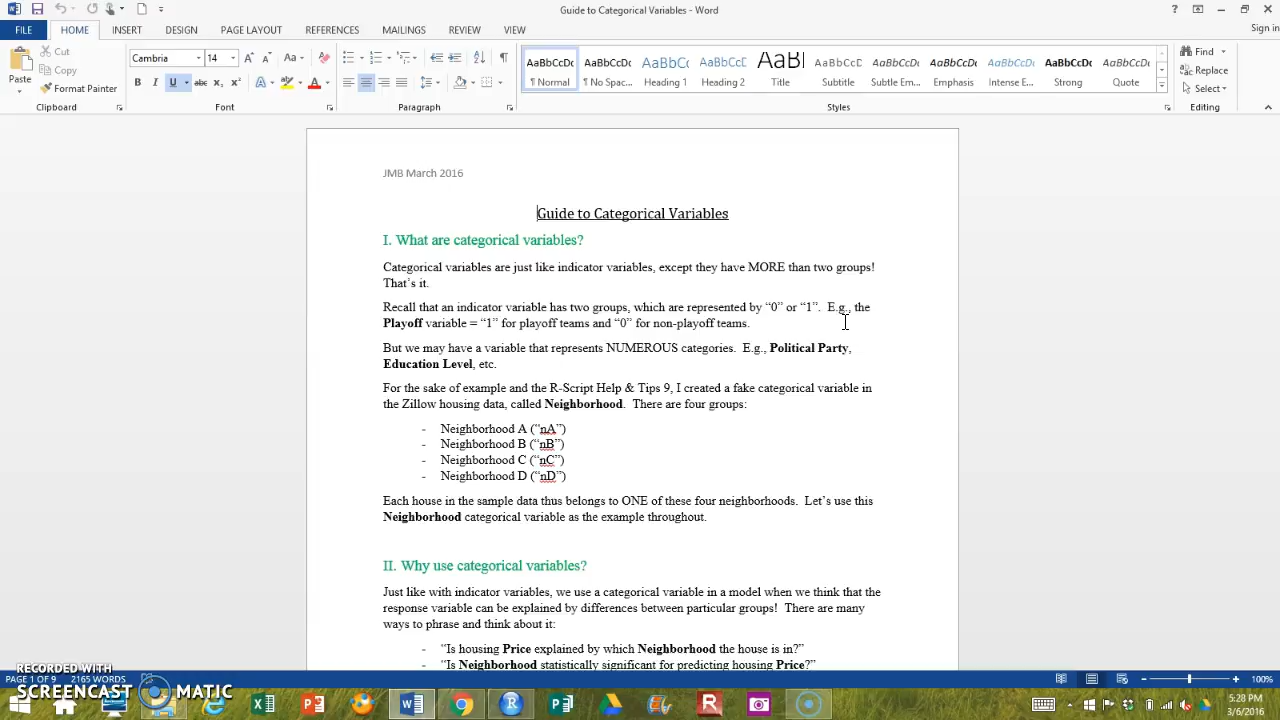 Guide to Categorical Variables - Word
FILE HOME INSERT DESIGN PAGE LAYOUT REFERENCES MAILINGS REVIEW VIEW Sign in
Paste
Cut
Copy
Format Painter
Clipboard
Cambria 14
Font
Paragraph
AaBbCcDc AaBbCcDc AaBbC AaBbCcD AaBl AaBbCcD AaBbCcDt AaBbCcDt AaBbCcDt AaBbCcDc AaBbCcDt
¶ Normal ¶ No Spac... Heading 1 Heading 2 Title Subtitle Subtle Em... Emphasis Intense E... Strong Quote
Styles
Find
Replace
Select
Editing
JMB March 2016
Guide to Categorical Variables
I. What are categorical variables?
Categorical variables are just like indicator variables, except they have MORE than two groups!
That’s it.
Recall that an indicator variable has two groups, which are represented by “0” or “1”. E.g., the
Playoff variable = “1” for playoff teams and “0” for non-playoff teams.
But we may have a variable that represents NUMEROUS categories. E.g., Political Party,
Education Level, etc.
For the sake of example and the R-Script Help & Tips 9, I created a fake categorical variable in
the Zillow housing data, called Neighborhood. There are four groups:
- Neighborhood A (“nA”)
- Neighborhood B (“nB”)
- Neighborhood C (“nC”)
- Neighborhood D (“nD”)
Each house in the sample data thus belongs to ONE of these four neighborhoods. Let’s use this
Neighborhood categorical variable as the example throughout.
II. Why use categorical variables?
Just like with indicator variables, we use a categorical variable in a model when we think that the
response variable can be explained by differences between particular groups! There are many
ways to phrase and think about it:
- “Is housing Price explained by which Neighborhood the house is in?”
- “Is Neighborhood statistically significant for predicting housing Price?”
RECORDED WITH
PAGE 1 OF 9 2165 WORDS 100%
SCREENCAST MATIC
5:28 PM
3/6/2016